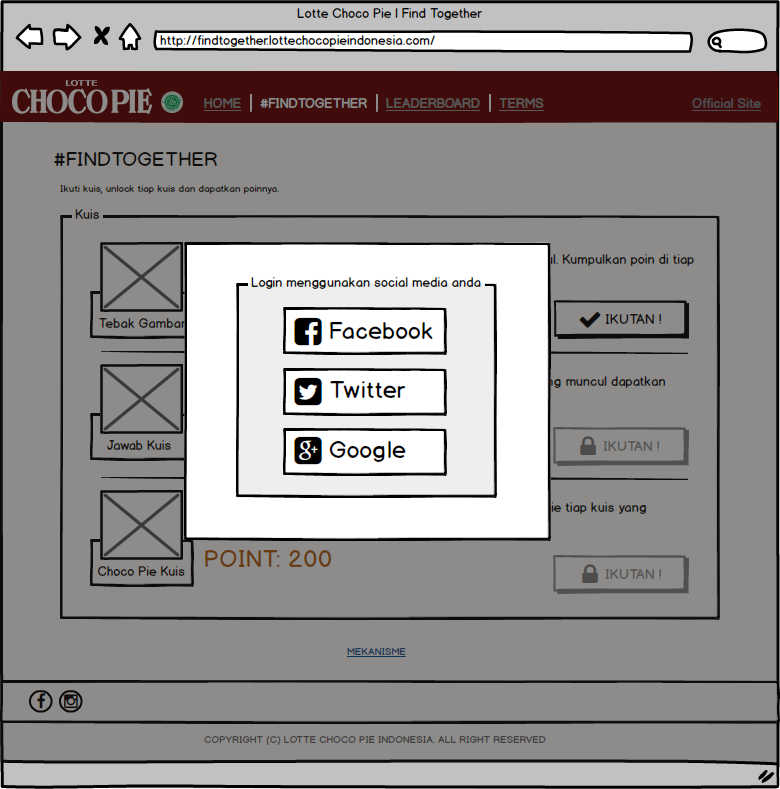 Lotte Choco Pie | Find Together
http://findtogether.lottechocopieindonesia.com/
LOTTE
CHOCO PIE
HOME | #FINDTOGETHER | LEADERBOARD | TERMS
Official Site
#FINDTOGETHER
Ikuti kuis, unlock tiap kuis dan dapatkan poinnya.
Kuis
Kumpulkan poin di tiap
Tebak Gambar
IKUTAN !
Login menggunakan social media anda
Facebook
Twitter
Google
muncul dapatkan
Jawab Kuis
IKUTAN !
tiap kuis yang
Choco Pie Kuis
POINT: 200
IKUTAN !
MEKANISME
COPYRIGHT (C) LOTTE CHOCO PIE INDONESIA. ALL RIGHT RESERVED